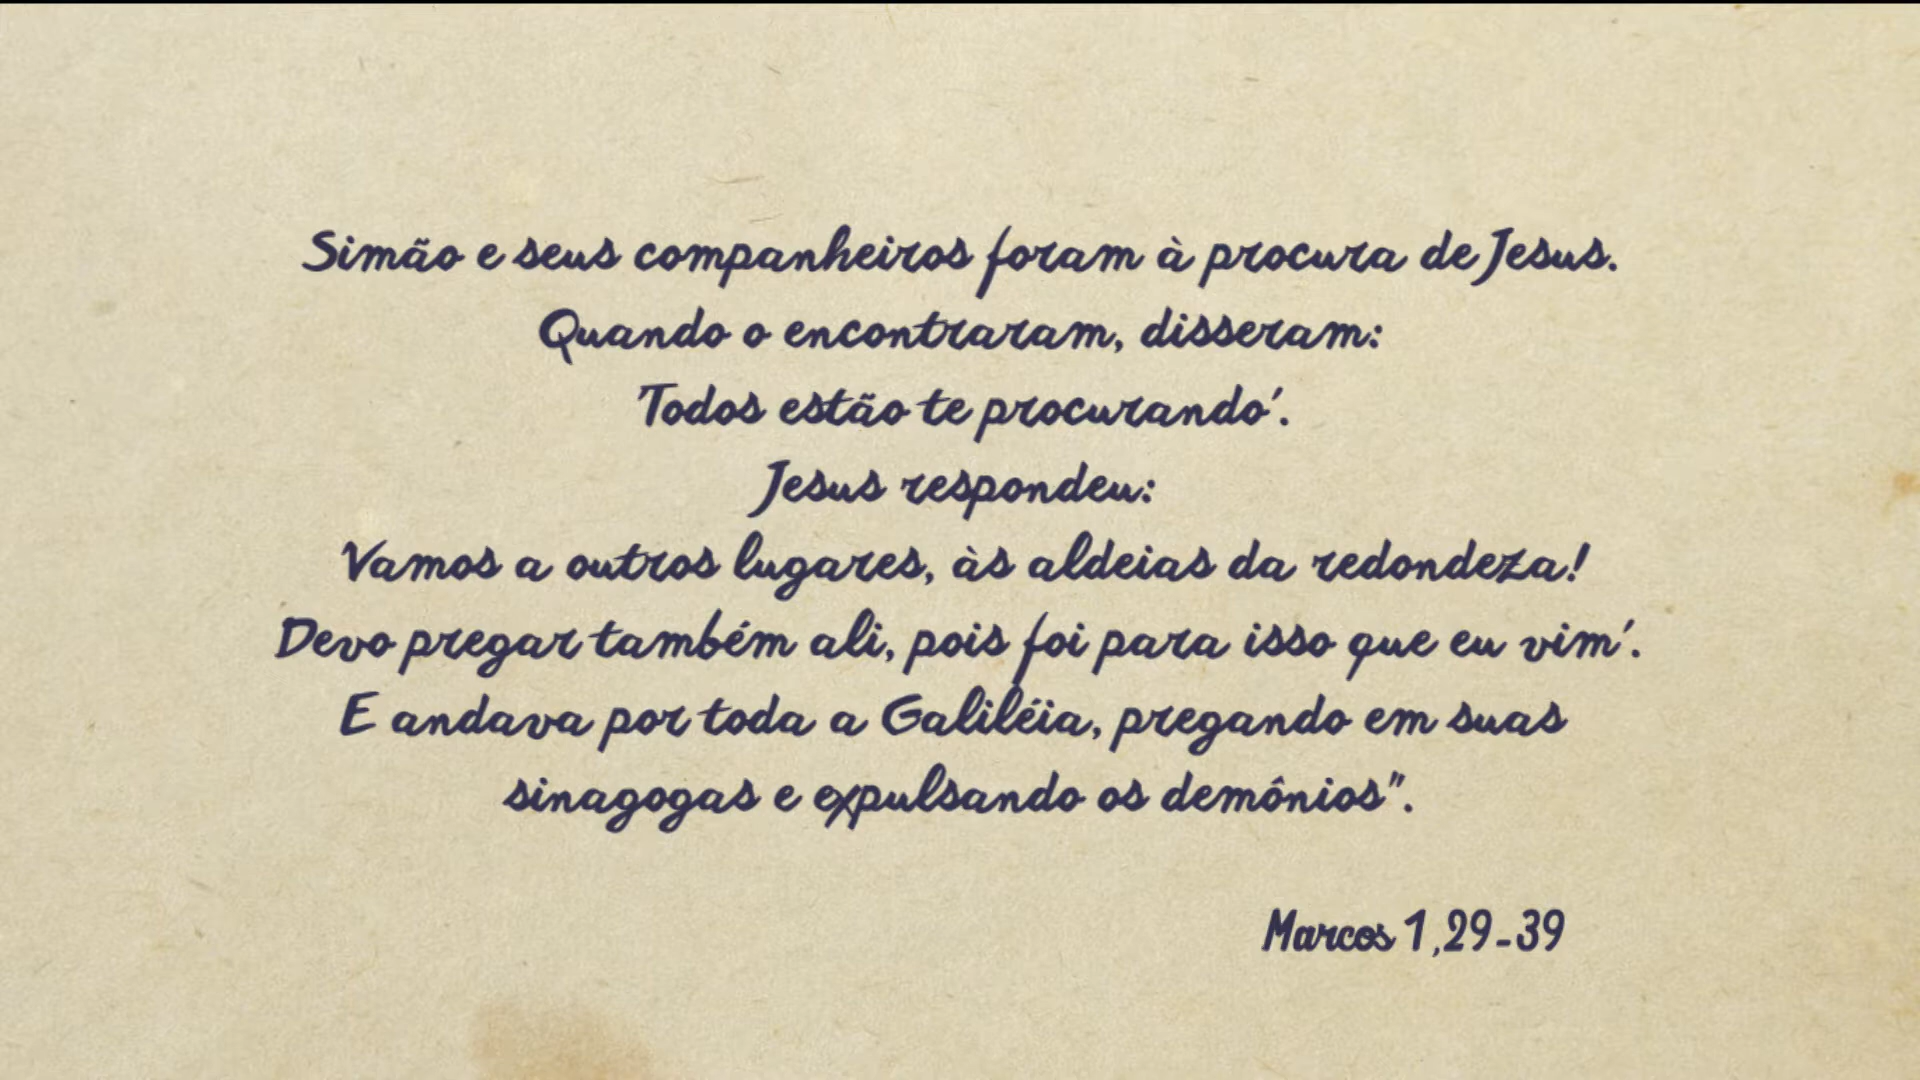 Simão e seus companheiros foram à procura de Jesus.
Quando o encontraram, disseram:
'Todos estão te procurando'.
Jesus respondeu:
'Vamos a outros lugares, às aldeias da redondeza!
Devo pregar também ali, pois foi para isso que eu vim'.
E andava por toda a Galiléia, pregando em suas
sinagogas e expulsando os demônios".
Marcos 1,29-39